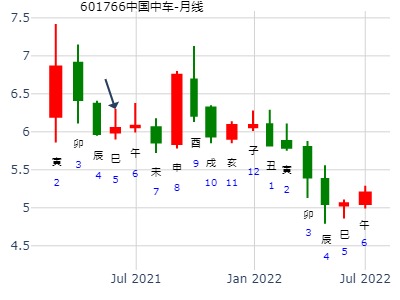 601766中国中车-月线
7.5
7
6.5
6
5.5
5
4.5
寅
2
卯
3
辰
4
巳
5
午
6
未
7
申
8
酉
9
戌
10
亥
11
子
12
丑
1
寅
2
卯
3
辰
4
巳
5
午
6
Jul 2021
Jan 2022
Jul 2022